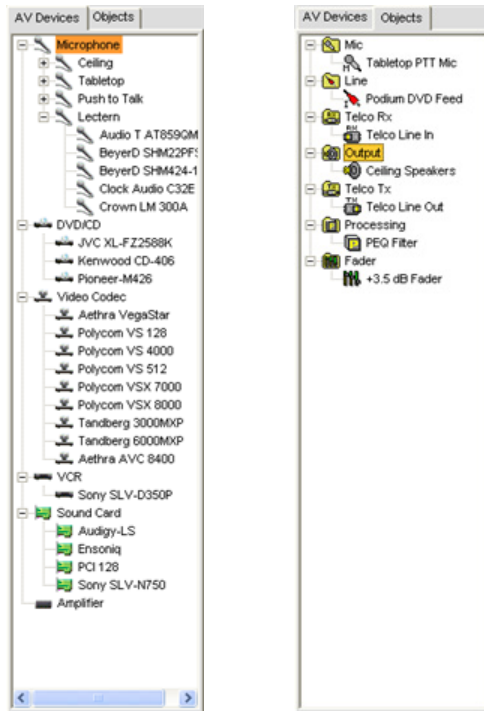 AV Devices Objects
Microphone
Ceiling
Tabletop
Push to Talk
Lectern
Audio T AT859QM
BeyerD SHM22PFS
BeyerD SHM424-1
Clock Audio C32E
Crown LM 300A
DVD/CD
JVC XL-FZ258BK
Kenwood CD-406
Pioneer-M426
Video Codec
Aethra VegaStar
Polycom VS 128
Polycom VS 4000
Polycom VS 512
Polycom VSX 7000
Polycom VSX 8000
Tandberg 3000MXP
Tandberg 6000MXP
Aethra AVC 8400
VCR
Sony SLV-D350P
Sound Card
Audigy-LS
Ensoniq
PCI 128
Sony SLV-N750
Amplifier
AV Devices Objects
Mic
Tabletop PTT Mic
Line
Podium DVD Feed
Telco Rx
Telco Line In
Output
Ceiling Speakers
Telco Tx
Telco Line Out
Processing
PEQ Filter
Fader
+3.5 dB Fader